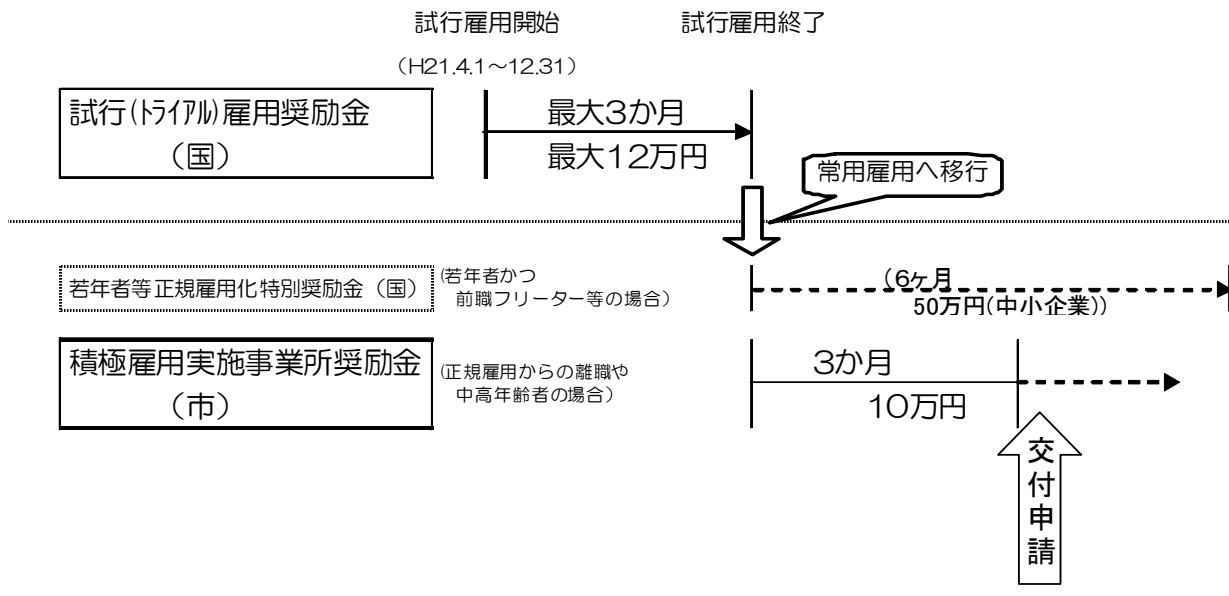 試行雇用開始
試行雇用終了
（H21.4.1～12.31）
試行(ﾄﾗｲｱﾙ)雇用奨励金
（国）
最大3か月
最大12万円
常用雇用へ移行
若年者等正規雇用化特別奨励金（国）
(若年者かつ
前職フリーター等の場合）
（6ヶ月
50万円(中小企業))
積極雇用実施事業所奨励金
（市）
(正規雇用からの離職や
中高年齢者の場合）
3か月
10万円
交付申請